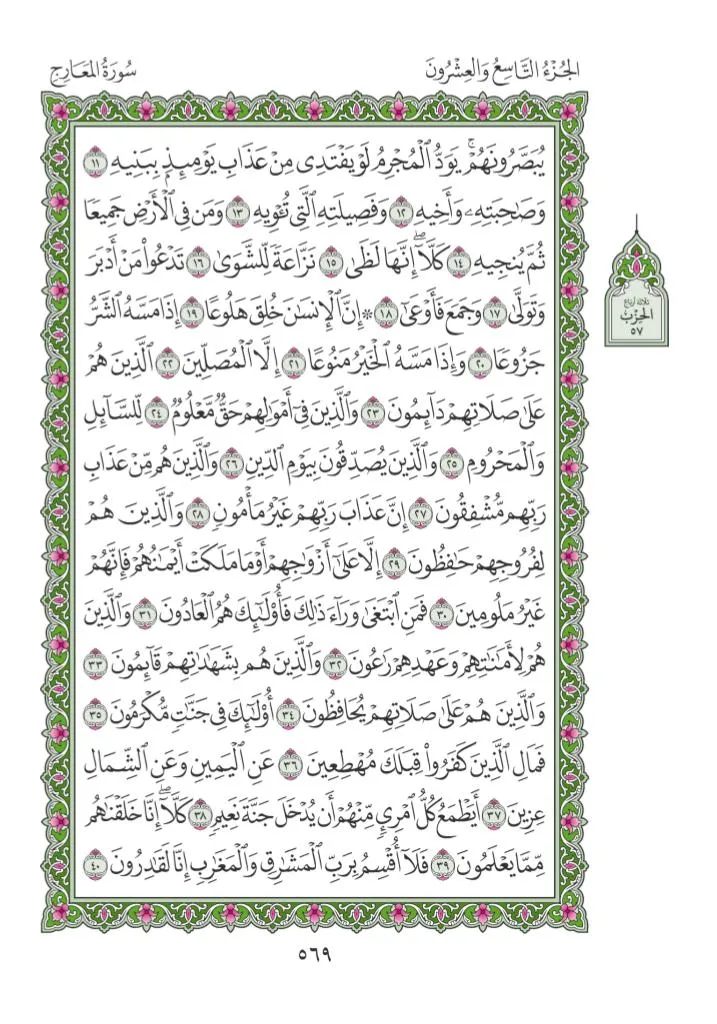 الجُزْءُ التَّاسِعُ وَالعِشْرُونَ
سُورَةُ المَعَارِجِ
يُبَصَّرُونَهُمْۚ يَوَدُّ ٱلْمُجْرِمُ لَوْ يَفْتَدِى مِنْ عَذَابِ يَوْمِئِذٍۭ بِبَنِيهِ ١١
وَصَٰحِبَتِهِۦ وَأَخِيهِ ١٢ وَفَصِيلَتِهِ ٱلَّتِى تُـْٔوِيهِ ١٣ وَمَن فِى ٱلْأَرْضِ جَمِيعًا
ثُمَّ يُنجِيهِ ١٤ كَلَّآۖ إِنَّهَا لَظَىٰ ١٥ نَزَّاعَةً لِّلشَّوَىٰ ١٦ تَدْعُوا۟ مَنْ أَدْبَرَ
وَتَوَلَّىٰ ١٧ وَجَمَعَ فَأَوْعَىٰٓ ١٨ ۞ إِنَّ ٱلْإِنسَٰنَ خُلِقَ هَلُوعًا ١٩ إِذَا مَسَّهُ ٱلشَّرُّ
جَزُوعًا ٢٠ وَإِذَا مَسَّهُ ٱلْخَيْرُ مَنُوعًا ٢١ إِلَّا ٱلْمُصَلِّينَ ٢٢ ٱلَّذِينَ هُمْ
عَلَىٰ صَلَاتِهِمْ دَآئِمُونَ ٢٣ وَٱلَّذِينَ فِىٓ أَمْوَٰلِهِمْ حَقٌّ مَّعْلُومٌ ٢٤ لِّلسَّآئِلِ
وَٱلْمَحْرُومِ ٢٥ وَٱلَّذِينَ يُصَدِّقُونَ بِيَوْمِ ٱلدِّينِ ٢٦ وَٱلَّذِينَ هُم مِّنْ عَذَابِ
رَبِّهِم مُّشْفِقُونَ ٢٧ إِنَّ عَذَابَ رَبِّهِمْ غَيْرُ مَأْمُونٍ ٢٨ وَٱلَّذِينَ هُمْ
لِفُرُوجِهِمْ حَٰفِظُونَ ٢٩ إِلَّا عَلَىٰٓ أَزْوَٰجِهِمْ أَوْ مَا مَلَكَتْ أَيْمَٰنُهُمْ فَإِنَّهُمْ
غَيْرُ مَلُومِينَ ٣٠ فَمَنِ ٱبْتَغَىٰ وَرَآءَ ذَٰلِكَ فَأُو۟لَٰٓئِكَ هُمُ ٱلْعَادُونَ ٣١ وَٱلَّذِينَ
هُمْ لِأَمَٰنَٰتِهِمْ وَعَهْدِهِمْ رَٰعُونَ ٣٢ وَٱلَّذِينَ هُم بِشَهَٰدَٰتِهِمْ قَآئِمُونَ ٣٣
وَٱلَّذِينَ هُمْ عَلَىٰ صَلَاتِهِمْ يُحَافِظُونَ ٣٤ أُو۟لَٰٓئِكَ فِى جَنَّٰتٍ مُّكْرَمُونَ ٣٥
فَمَالِ ٱلَّذِينَ كَفَرُوا۟ قِبَلَكَ مُهْطِعِينَ ٣٦ عَنِ ٱلْيَمِينِ وَعَنِ ٱلشِّمَالِ
عِزِينَ ٣٧ أَيَطْمَعُ كُلُّ ٱمْرِئٍ مِّنْهُمْ أَن يُدْخَلَ جَنَّةَ نَعِيمٍ ٣٨ كَلَّآۖ إِنَّا خَلَقْنَٰهُم
مِّمَّا يَعْلَمُونَ ٣٩ فَلَآ أُقْسِمُ بِرَبِّ ٱلْمَشَٰرِقِ وَٱلْمَغَٰرِبِ إِنَّا لَقَٰدِرُونَ ٤٠
ثلاثة أرباع
الحزب
٥٧
٥٦٩